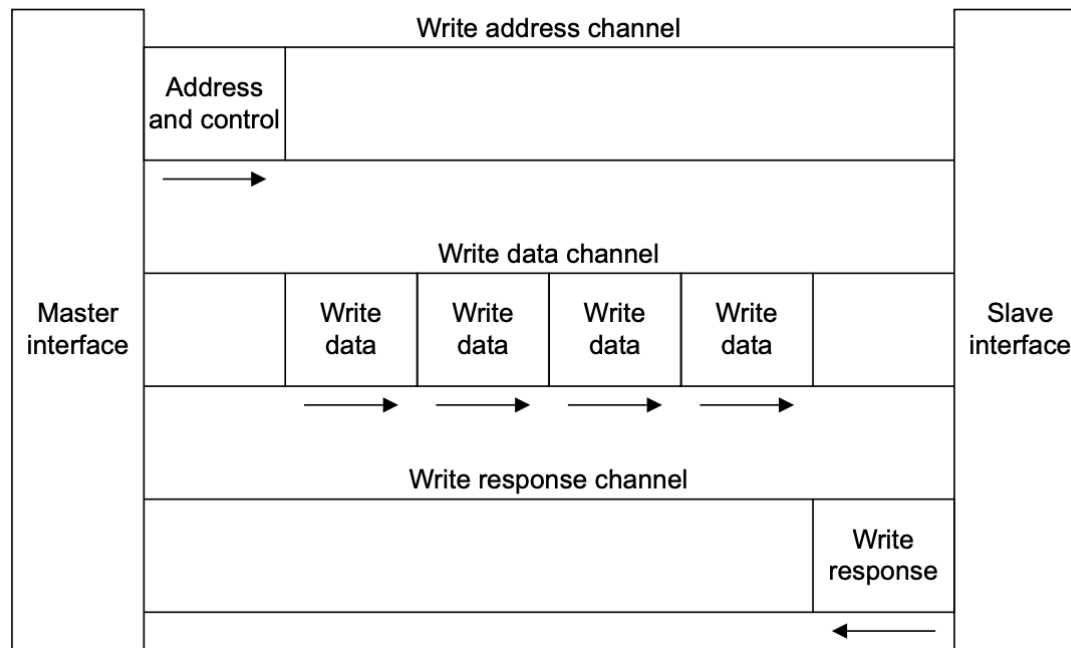 Write address channel
Address
and control
Write data channel
Master
interface
Write
data
Write
data
Write
data
Write
data
Slave
interface
Write response channel
Write
response